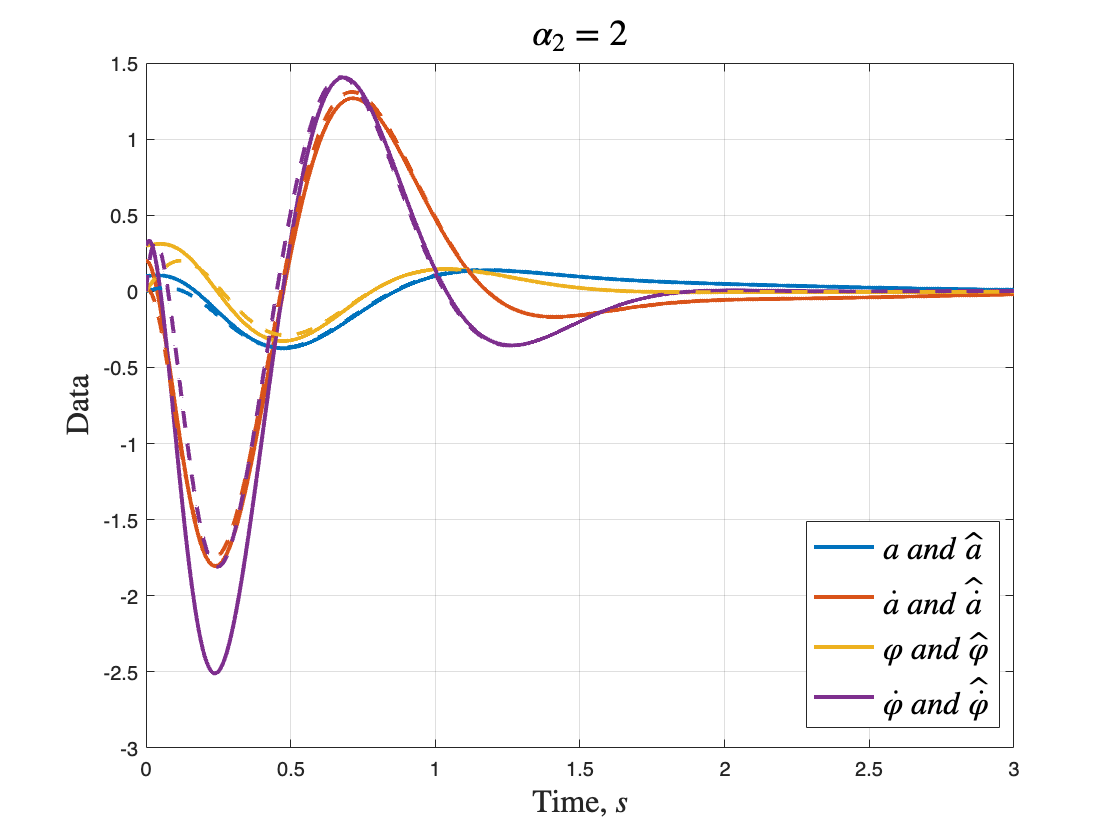 α₂ = 2
1.5
1
0.5
0
-0.5
-1
-1.5
-2
-2.5
-3
Data
0 0.5 1 1.5 2 2.5 3
Time, s
a and â
ȧ and ȧ̂
φ and φ̂
φ̇ and φ̇̂